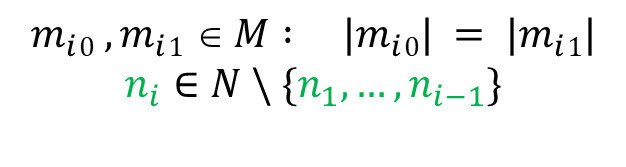 m_{i0} , m_{i1} ∈ M :   |m_{i0}| = |m_{i1}|
n_i ∈ N \ {n_1, … , n_{i−1}}